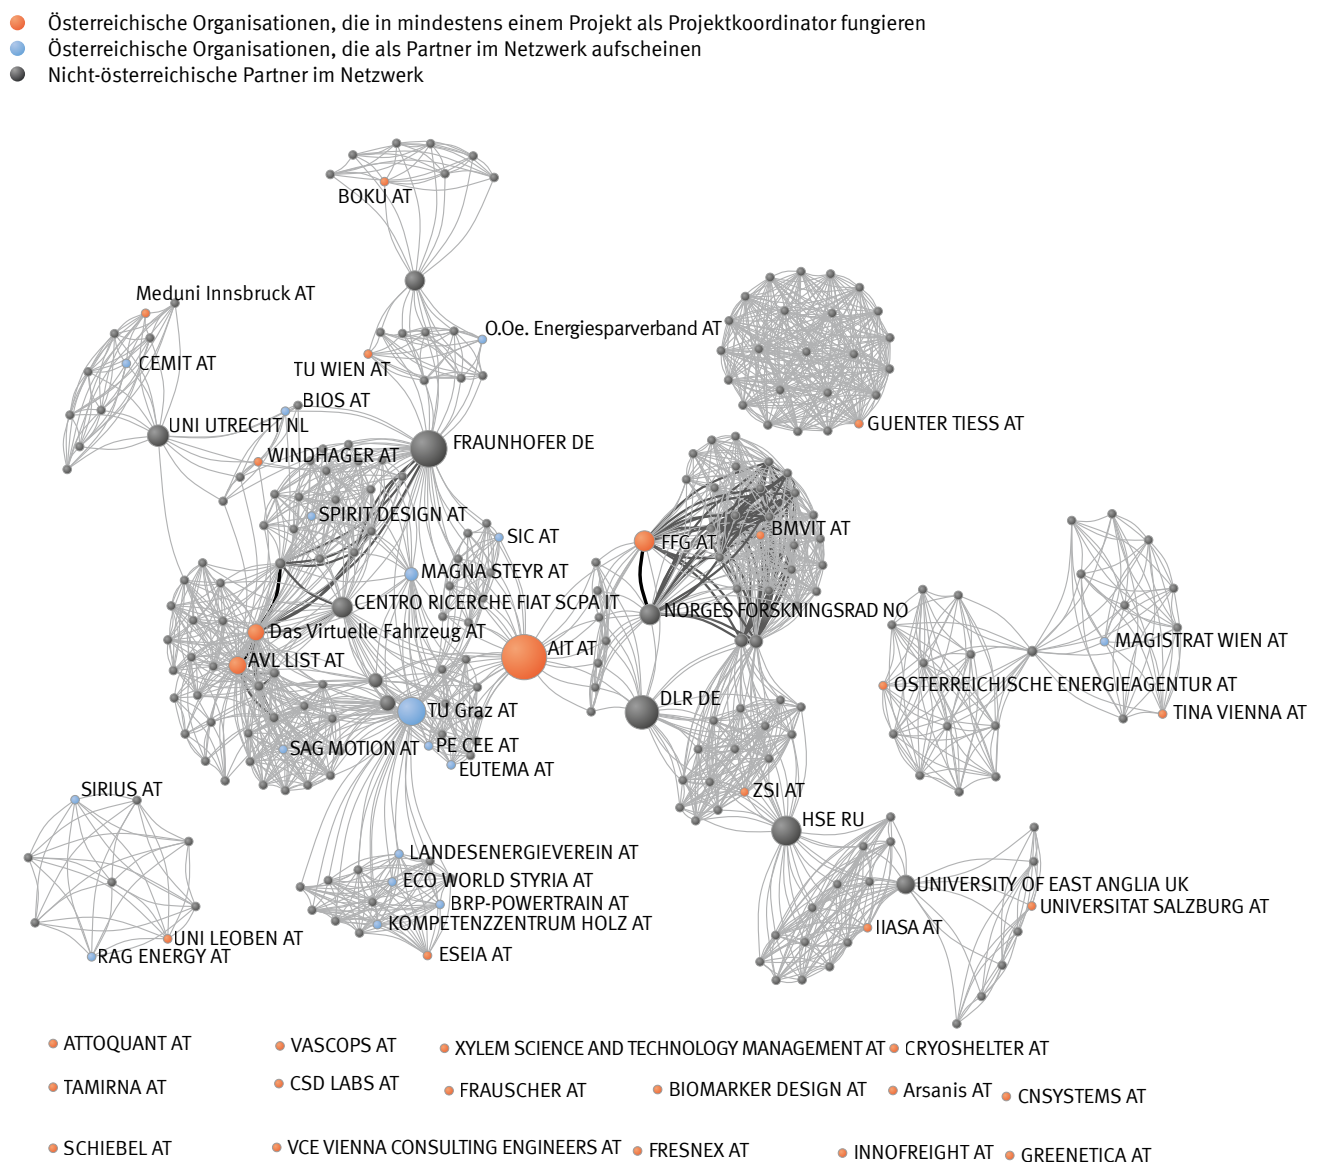 Österreichische Organisationen, die in mindestens einem Projekt als Projektkoordinator fungieren
Österreichische Organisationen, die als Partner im Netzwerk aufscheinen
Nicht-österreichische Partner im Netzwerk
BOKU AT
Meduni Innsbruck AT
O.Oe. Energiesparverband AT
CEMIT AT
TU WIEN AT
BIOS AT
UNI UTRECHT NL
GUENTER TIESS AT
FRAUNHOFER DE
WINDHAGER AT
SPIRIT DESIGN AT
BMVIT AT
SIC AT
FFG AT
MAGNA STEYR AT
CENTRO RICERCHE FIAT SCPA IT
NORGES FORSKNINGSRAD NO
Das Virtuelle Fahrzeug AT
MAGISTRAT WIEN AT
AIT AT
AVL LIST AT
OSTERREICHISCHE ENERGIEAGENTUR AT
DLR DE
TU Graz AT
TINA VIENNA AT
SAG MOTION AT
PE CEE AT
EUTEMA AT
SIRIUS AT
ZSI AT
HSE RU
LANDESENERGIEVEREIN AT
ECO WORLD STYRIA AT
UNIVERSITY OF EAST ANGLIA UK
BRP-POWERTRAIN AT
UNIVERSITAT SALZBURG AT
KOMPETENZZENTRUM HOLZ AT
IIASA AT
UNI LEOBEN AT
RAG ENERGY AT
ESEIA AT
ATTOQUANT AT
VASCOPS AT
XYLEM SCIENCE AND TECHNOLOGY MANAGEMENT AT
CRYOSHELTER AT
TAMIRNA AT
CSD LABS AT
FRAUSCHER AT
BIOMARKER DESIGN AT
Arsanis AT
CNSYSTEMS AT
SCHIEBEL AT
VCE VIENNA CONSULTING ENGINEERS AT
FRESNEX AT
INNOFREIGHT AT
GREENETICA AT